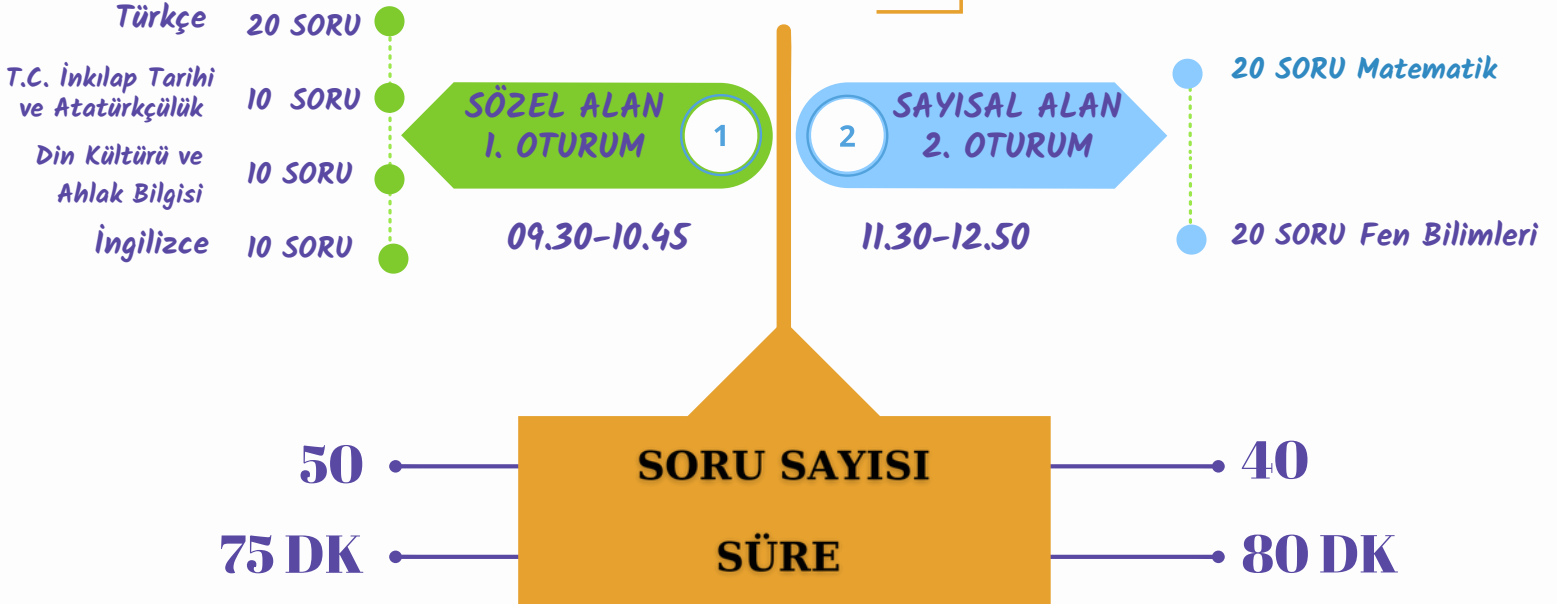 Türkçe 20 SORU
T.C. İnkılap Tarihi
ve Atatürkçülük
10 SORU
Din Kültürü ve
Ahlak Bilgisi
10 SORU
İngilizce 10 SORU
SÖZEL ALAN
1. OTURUM
1
09.30-10.45
2
SAYISAL ALAN
2. OTURUM
11.30-12.50
20 SORU Matematik
20 SORU Fen Bilimleri
50 SORU SAYISI 40
75 DK SÜRE 80 DK